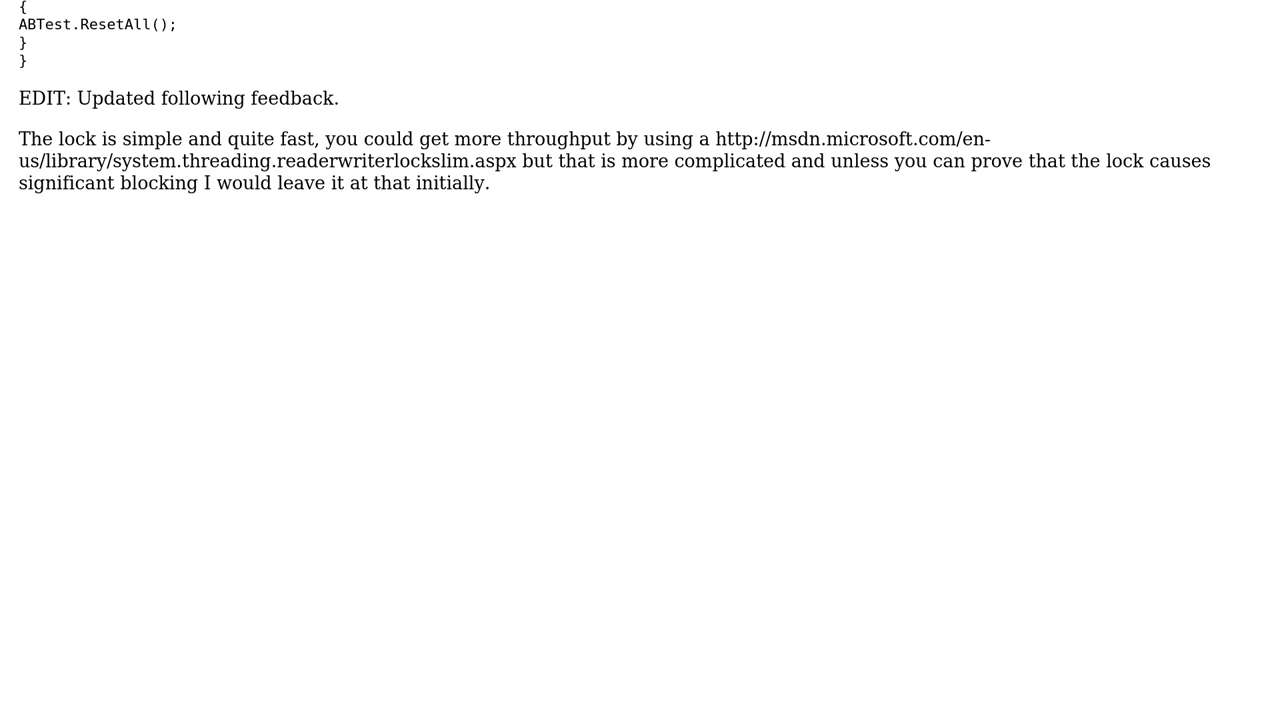 {
ABTest.ResetAll();
}
}
EDIT: Updated following feedback.
The lock is simple and quite fast, you could get more throughput by using a http://msdn.microsoft.com/en-
us/library/system.threading.readerwriterlockslim.aspx but that is more complicated and unless you can prove that the lock causes
significant blocking I would leave it at that initially.